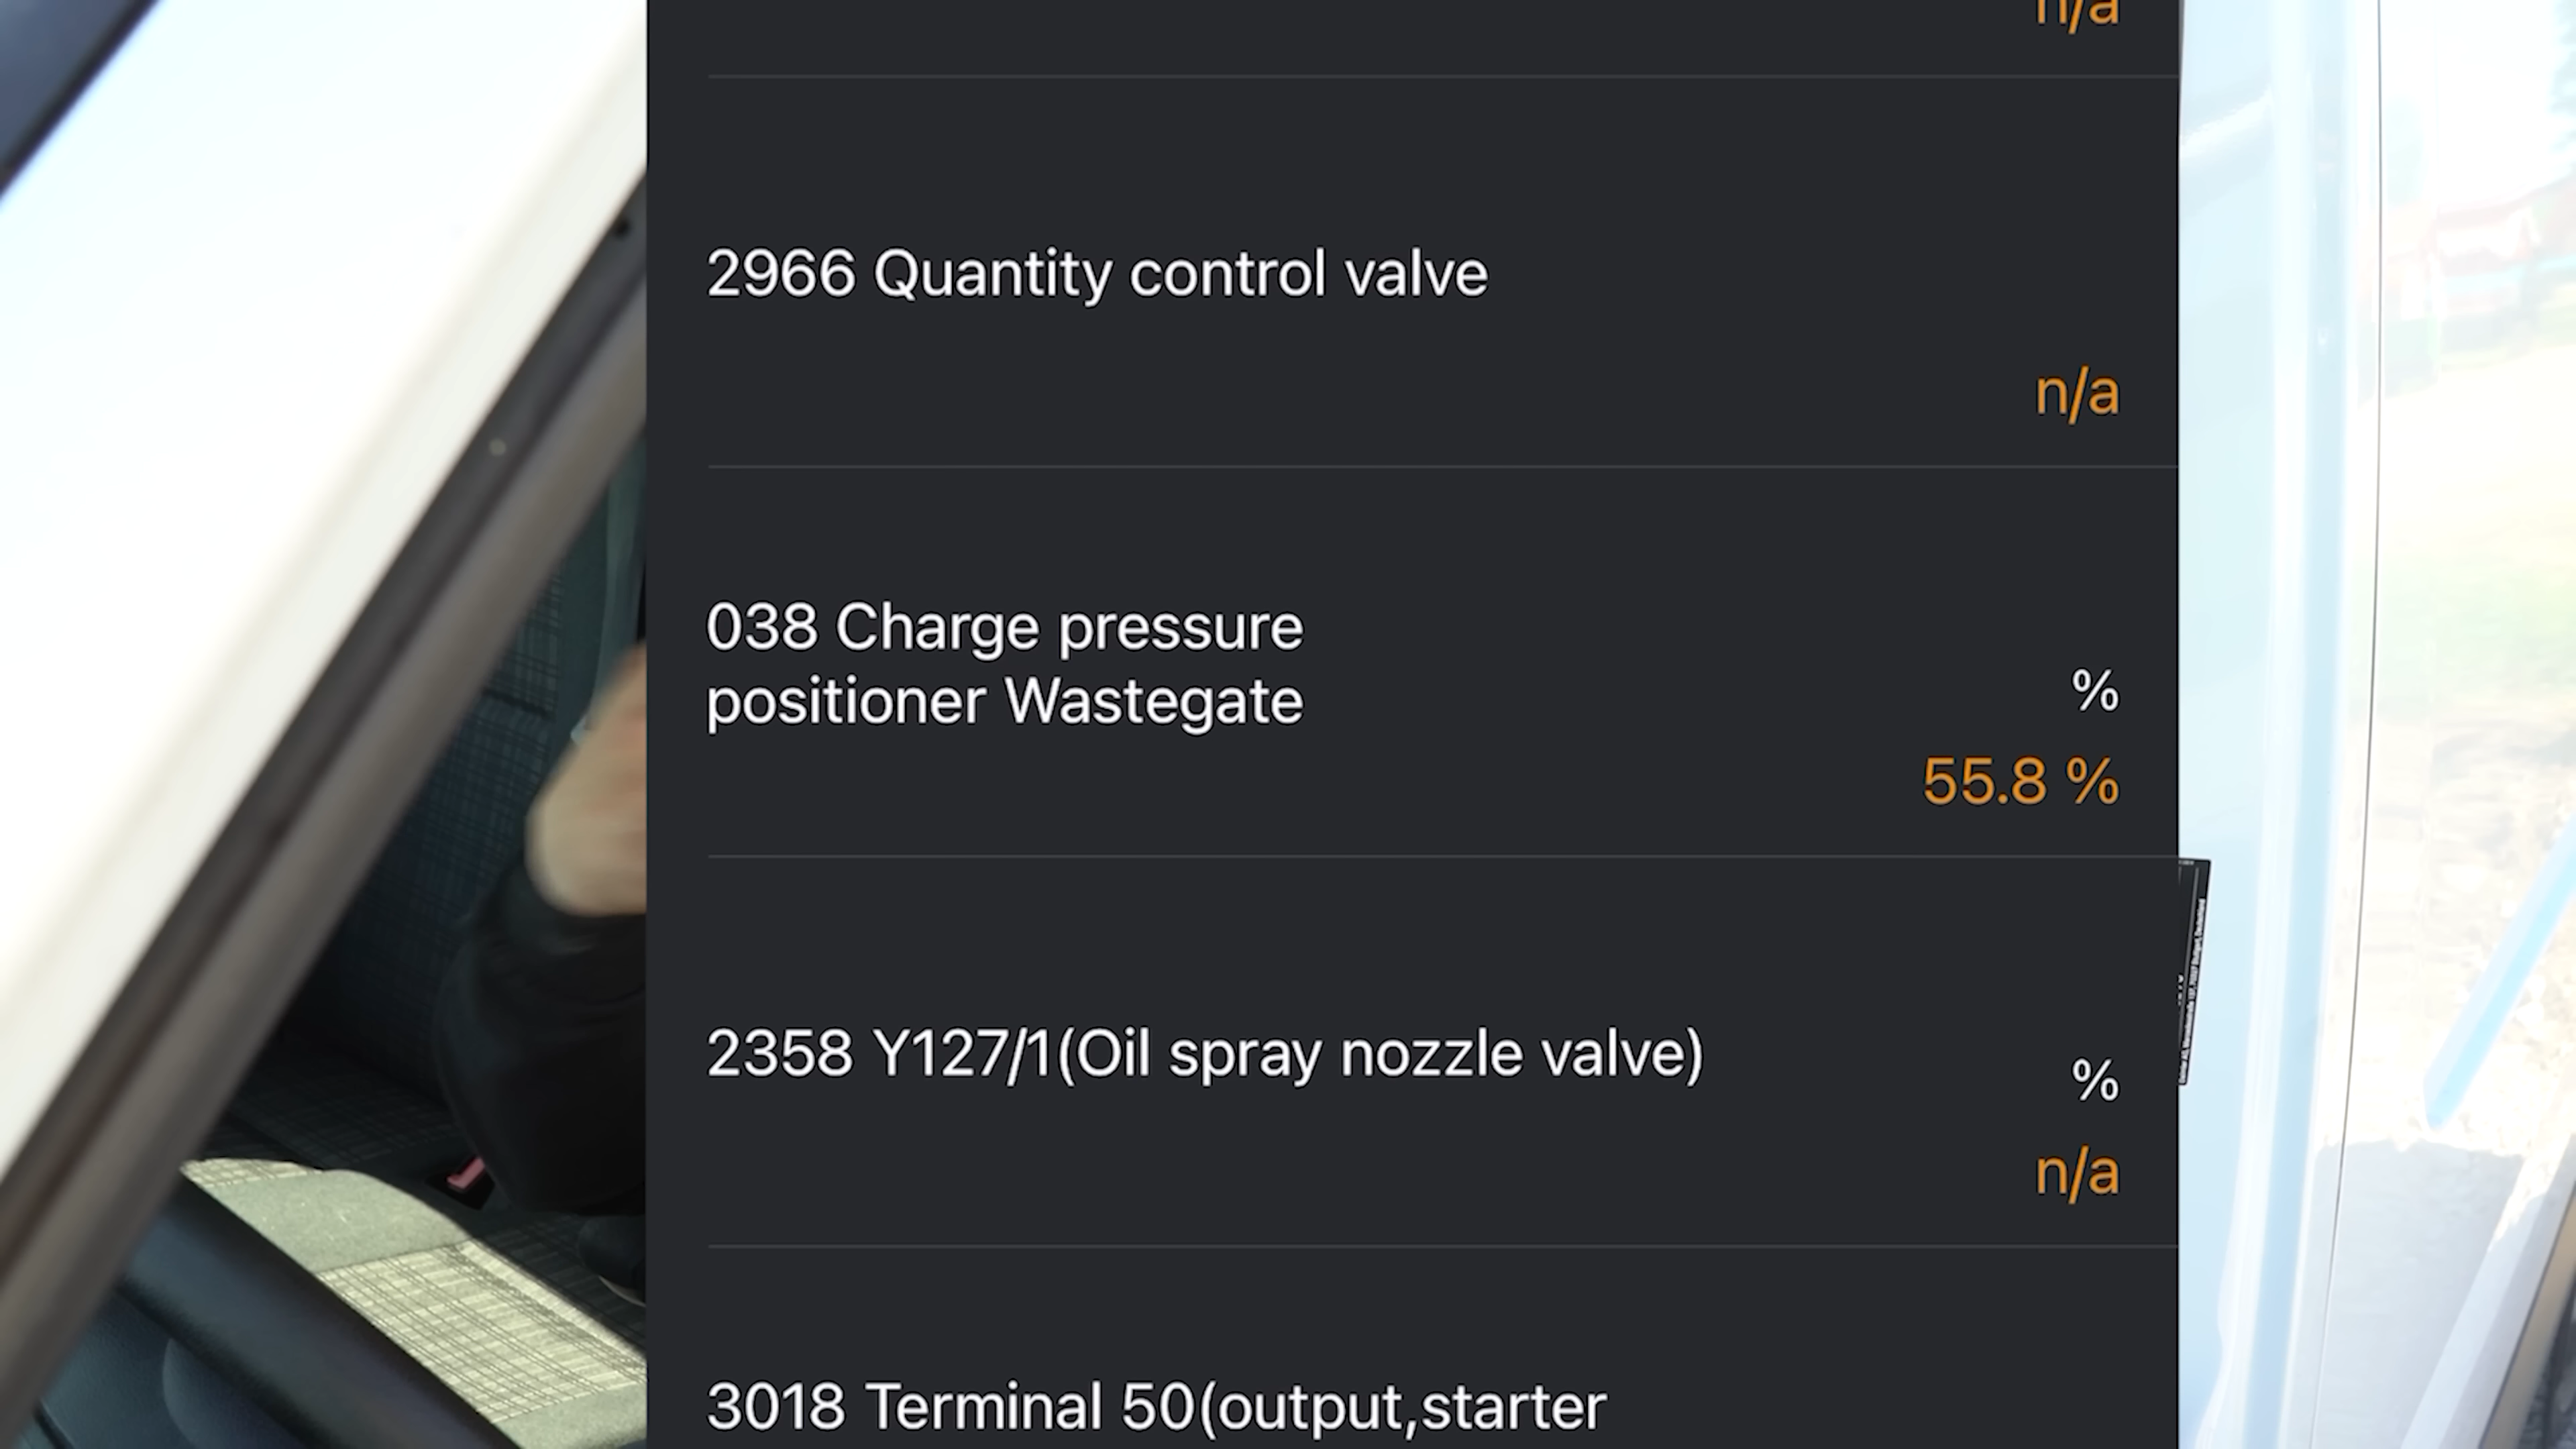 n/a
2966 Quantity control valve
n/a
038 Charge pressure
positioner Wastegate
%
55.8 %
2358 Y127/1(Oil spray nozzle valve)
%
n/a
3018 Terminal 50(output,starter